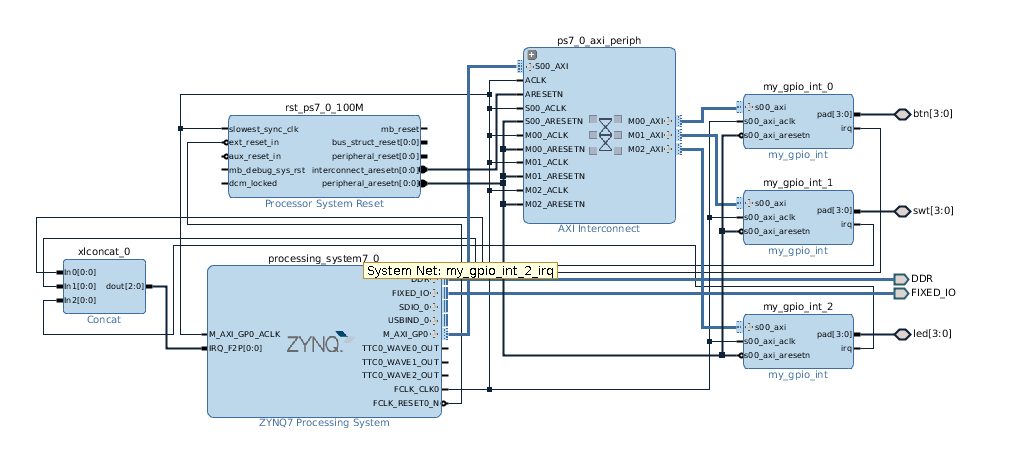 ps7_0_axi_periph
S00_AXI
ACLK
ARESETN
S00_ACLK
S00_ARESETN
M00_ACLK
M00_ARESETN
M01_ACLK
M01_ARESETN
M02_ACLK
M02_ARESETN
M00_AXI
M01_AXI
M02_AXI
AXI Interconnect
rst_ps7_0_100M
slowest_sync_clk
ext_reset_in
aux_reset_in
mb_debug_sys_rst
dcm_locked
mb_reset
bus_struct_reset[0:0]
peripheral_reset[0:0]
interconnect_aresetn[0:0]
peripheral_aresetn[0:0]
Processor System Reset
my_gpio_int_0
s00_axi
s00_axi_aclk
s00_axi_aresetn
pad[3:0]
irq
my_gpio_int
btn[3:0]
my_gpio_int_1
s00_axi
s00_axi_aclk
s00_axi_aresetn
pad[3:0]
irq
my_gpio_int
swt[3:0]
xlconcat_0
In0[0:0]
In1[0:0]
In2[0:0]
dout[2:0]
Concat
processing_system7_0
System Net: my_gpio_int_2_irq
M_AXI_GP0_ACLK
IRQ_F2P[0:0]
ZYNQ.
DDR
FIXED_IO
SDIO_0
USBIND_0
M_AXI_GP0
TTC0_WAVE0_OUT
TTC0_WAVE1_OUT
TTC0_WAVE2_OUT
FCLK_CLK0
FCLK_RESET0_N
ZYNQ7 Processing System
DDR
FIXED_IO
my_gpio_int_2
s00_axi
s00_axi_aclk
s00_axi_aresetn
pad[3:0]
irq
my_gpio_int
led[3:0]